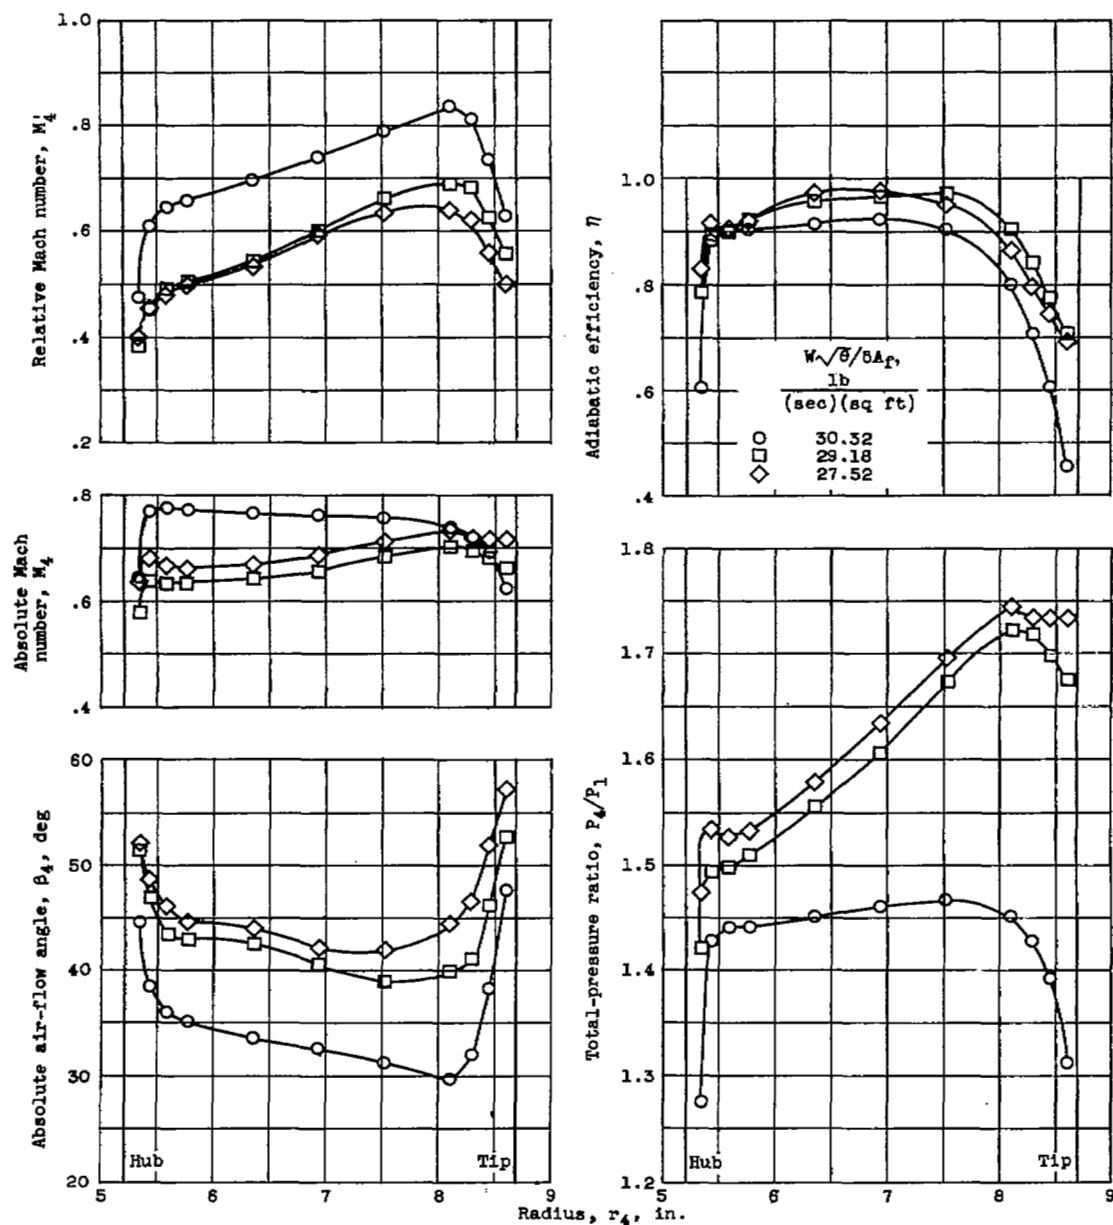 1.0
.8
.6
.4
.2
Relative Mach number, M'4
.8
.6
.4
Absolute Mach
number, M4
60
50
40
30
20
Absolute air-flow angle, β4, deg
Hub
Tip
5
6
7
8
9
1.0
.8
.6
.4
Adiabatic efficiency, η
W√θ/δAf,
lb
(sec)(sq ft)
30.32
29.18
27.52
1.8
1.7
1.6
1.5
1.4
1.3
1.2
Total-pressure ratio, P4/P1
Hub
Tip
5
6
7
8
9
Radius, r4, in.